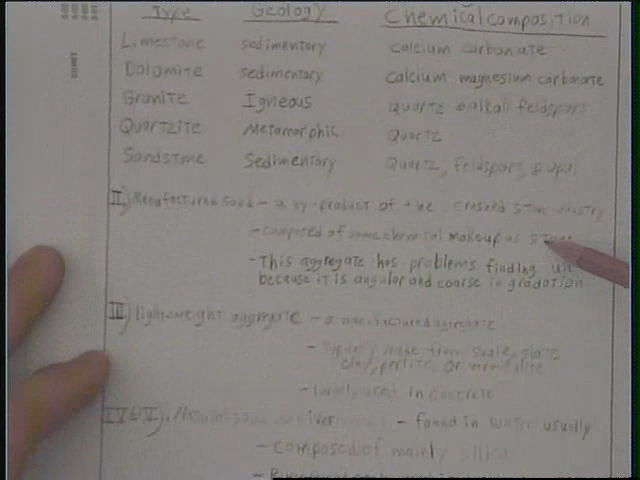 Type Geology Chemical composition
Limestone sedimentary calcium carbonate
Dolomite sedimentary calcium magnesium carbonate
Granite Igneous quartz & alkali feldspars
Quartzite Metamorphic Quartz
Sandstone Sedimentary Quartz, feldspars, & opal
II) Manufactured sand - a by-product of the crushed stone industry
- composed of same chemical makeup as stone
- This aggregate has problems finding
because it is angular and coarse in gradation
III) lightweight aggregate - a manufactured aggregate
- Typically made from shale, slate
clay, perlite, or
- used in concrete
IV & V). Natural - found in water usually
- composed of mainly silica